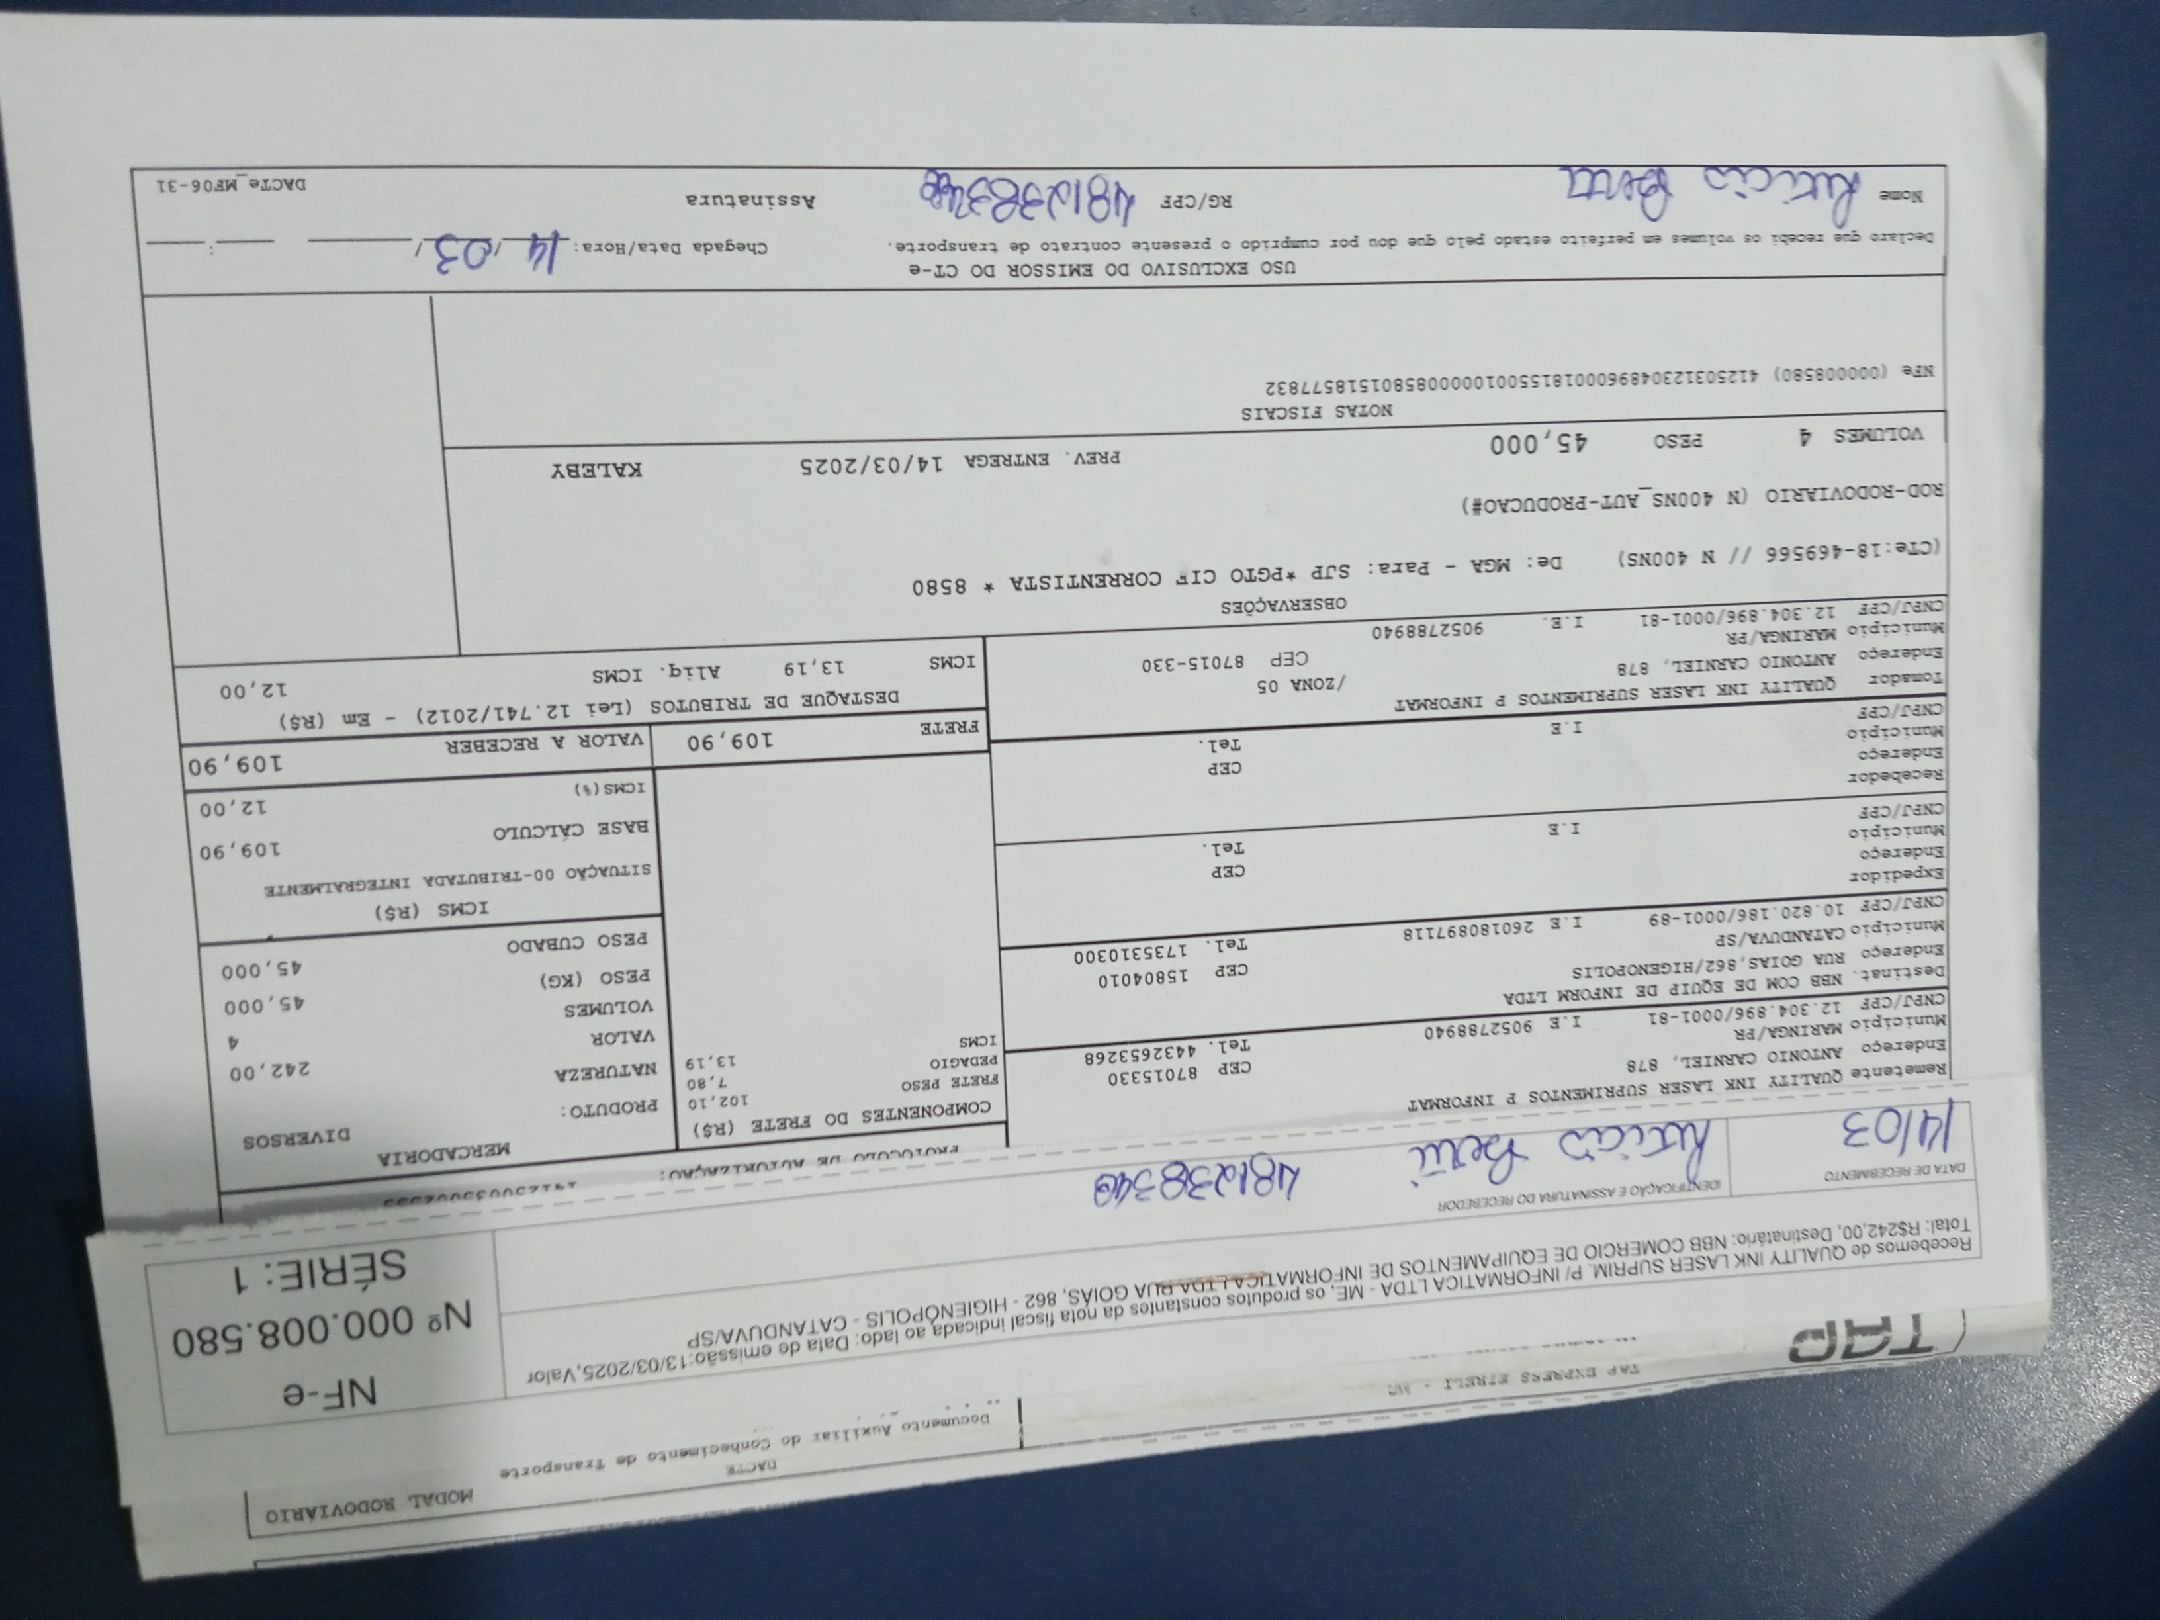 MODAL RODOVIÁRIO
DACTE
Documento Auxiliar do Conhecimento de Transporte
TAP EXPRESS EIRELI
NF-e
Nº 000.008.580
SÉRIE: 1
Recebemos de QUALITY INK LASER SUPRIM. P/ INFORMATICA LTDA - ME, os produtos constantes da nota fiscal indicada ao lado: Data de emissão:13/03/2025,Valor
Total: R$242,00, Destinatário: NBB COMERCIO DE EQUIPAMENTOS DE INFORMATICA LTDA RUA GOIÁS, 862 - HIGIENÓPOLIS - CATANDUVA/SP
DATA DE RECEBIMENTO
14/03
IDENTIFICAÇÃO E ASSINATURA DO RECEBEDOR
PROTOCOLO DE AUTORIZAÇÃO:
Remetente QUALITY INK LASER SUPRIMENTOS P INFORMAT
Endereço ANTONIO CARNIEL, 878 CEP 87015330
Município MARINGA/PR Tel. 4432653268
CNPJ/CPF 12.304.896/0001-81 I.E 9052788940
Destinat. NBB COM DE EQUIP DE INFORM LTDA
Endereço RUA GOIAS,862/HIGENOPOLIS CEP 15804010
Município CATANDUVA/SP Tel. 1735310300
CNPJ/CPF 10.820.186/0001-89 I.E 260180897118
Expedidor
Endereço CEP
Município Tel.
CNPJ/CPF I.E
Recebedor
Endereço CEP
Município Tel.
CNPJ/CPF I.E
Tomador QUALITY INK LASER SUPRIMENTOS P INFORMAT
Endereço ANTONIO CARNIEL, 878 /ZONA 05
Município MARINGA/PR CEP 87015-330
CNPJ/CPF 12.304.896/0001-81 I.E. 9052788940
COMPONENTES DO FRETE (R$)
FRETE PESO 102,10
PEDAGIO 7,80
ICMS 13,19
MERCADORIA
PRODUTO: DIVERSOS
NATUREZA
VALOR 242,00
VOLUMES 4
PESO (KG) 45,000
PESO CUBADO 45,000
ICMS (R$)
SITUAÇÃO 00-TRIBUTADA INTEGRALMENTE
BASE CÁLCULO 109,90
ICMS(%) 12,00
FRETE 109,90 VALOR A RECEBER 109,90
DESTAQUE DE TRIBUTOS (Lei 12.741/2012) - Em (R$)
ICMS 13,19 Aliq. ICMS 12,00
OBSERVAÇÕES
(CTe:18-469566 // N 400NS) De: MGA - Para: SJP *PGTO CIF CORRENTISTA * 8580
ROD-RODOVIARIO (N 400NS_AUT-PRODUCAO#)
VOLUMES 4 PESO 45,000 PREV. ENTREGA 14/03/2025 KALEBY
NOTAS FISCAIS
NFe (000008580) 41250312304896000181550010000085801518577832
USO EXCLUSIVO DO EMISSOR DO CT-e
Declaro que recebi os volumes em perfeito estado pelo que dou por cumprido o presente contrato de transporte. Chegada Data/Hora: 14/03/
Nome RG/CPF Assinatura
DACTe_MF06-31